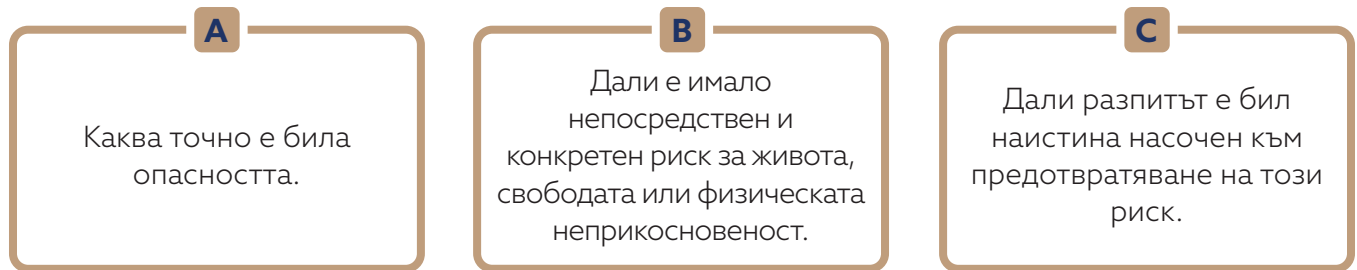 A
Каква точно е била
опасността.
B
Дали е имало
непосредствен и
конкретен риск за живота,
свободата или физическата
неприкосновеност.
C
Дали разпитът е бил
наистина насочен към
предотвратяване на този
риск.